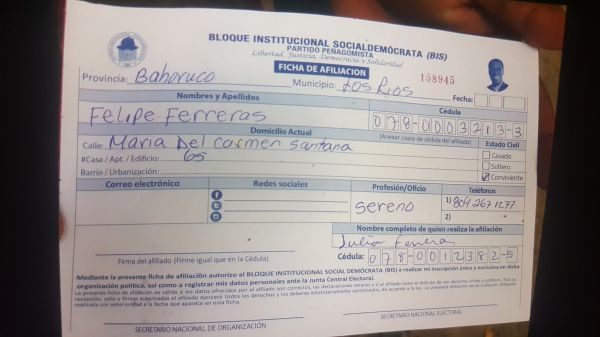 BLOQUE INSTITUCIONAL SOCIALDEMÓCRATA (BIS)
PARTIDO PEÑAGOMISTA
Libertad, Justicia, Democracia y Solidaridad
FICHA DE AFILIACION
158945
Provincia: Bahoruco Municipio: Los Rios Fecha:
Nombres y Apellidos
Felipe Ferreras
Cédula
078-0003213-3
(Anexar copia de cédula del afiliado)
Domicilio Actual
Calle: Maria Del Carmen Santana
#Casa / Apt. / Edificio: 65
Barrio / Urbanización:
Estado Civil
Casado
Soltero
Conviviente
Correo electrónico Redes sociales Profesión/Oficio Teléfonos
sereno
1) 809 267 1277
2)
Nombre completo de quien realiza la afiliación
Julia Ferreras
Cédula: 078-0012382-5
Firma del afiliado (Firme igual que en la Cédula)
Mediante la presente ficha de afiliación autorizo al BLOQUE INSTITUCIONAL SOCIAL DEMÓCRATA (BIS) a realizar mi inscripción única y exclusiva en dicha
organización política, así como a registrar mis datos personales ante la Junta Central Electoral.
SECRETARIO NACIONAL DE ORGANIZACIÓN
SECRETARIO NACIONAL ELECTORAL